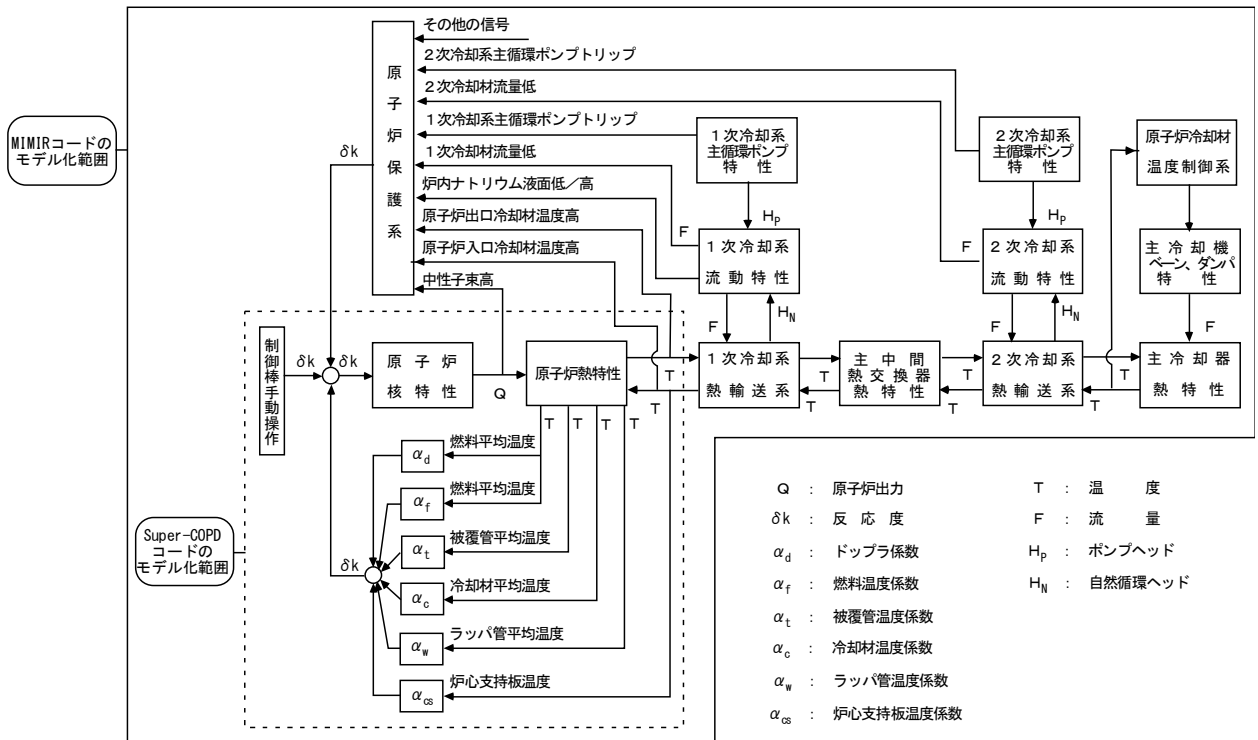 MIMIRコードの
モデル化範囲
Super-COPD
コードの
モデル化範囲
原子炉保護系
その他の信号
2次冷却系主循環ポンプトリップ
2次冷却材流量低
1次冷却系主循環ポンプトリップ
1次冷却材流量低
炉内ナトリウム液面低/高
原子炉出口冷却材温度高
原子炉入口冷却材温度高
中性子束高
δk
1次冷却系
主循環ポンプ
特性
2次冷却系
主循環ポンプ
特性
原子炉冷却材
温度制御系
HP
HP
F
1次冷却系
流動特性
F
2次冷却系
流動特性
主冷却機
ベーン、ダンパ
特性
F
HN
F
HN
F
制御棒手動操作
δk
δk
原子炉
核特性
Q
原子炉熱特性
T
T
1次冷却系
熱輸送系
T
T
主中間
熱交換器
熱特性
T
T
2次冷却系
熱輸送系
T
T
主冷却器
熱特性
T
T
T
T
T
T
δk
αd
燃料平均温度
αf
燃料平均温度
αt
被覆管平均温度
αc
冷却材平均温度
αw
ラッパ管平均温度
αcs
炉心支持板温度
Q : 原子炉出力
δk : 反応度
αd : ドップラ係数
αf : 燃料温度係数
αt : 被覆管温度係数
αc : 冷却材温度係数
αw : ラッパ管温度係数
αcs : 炉心支持板温度係数
T : 温度
F : 流量
HP : ポンプヘッド
HN : 自然循環ヘッド